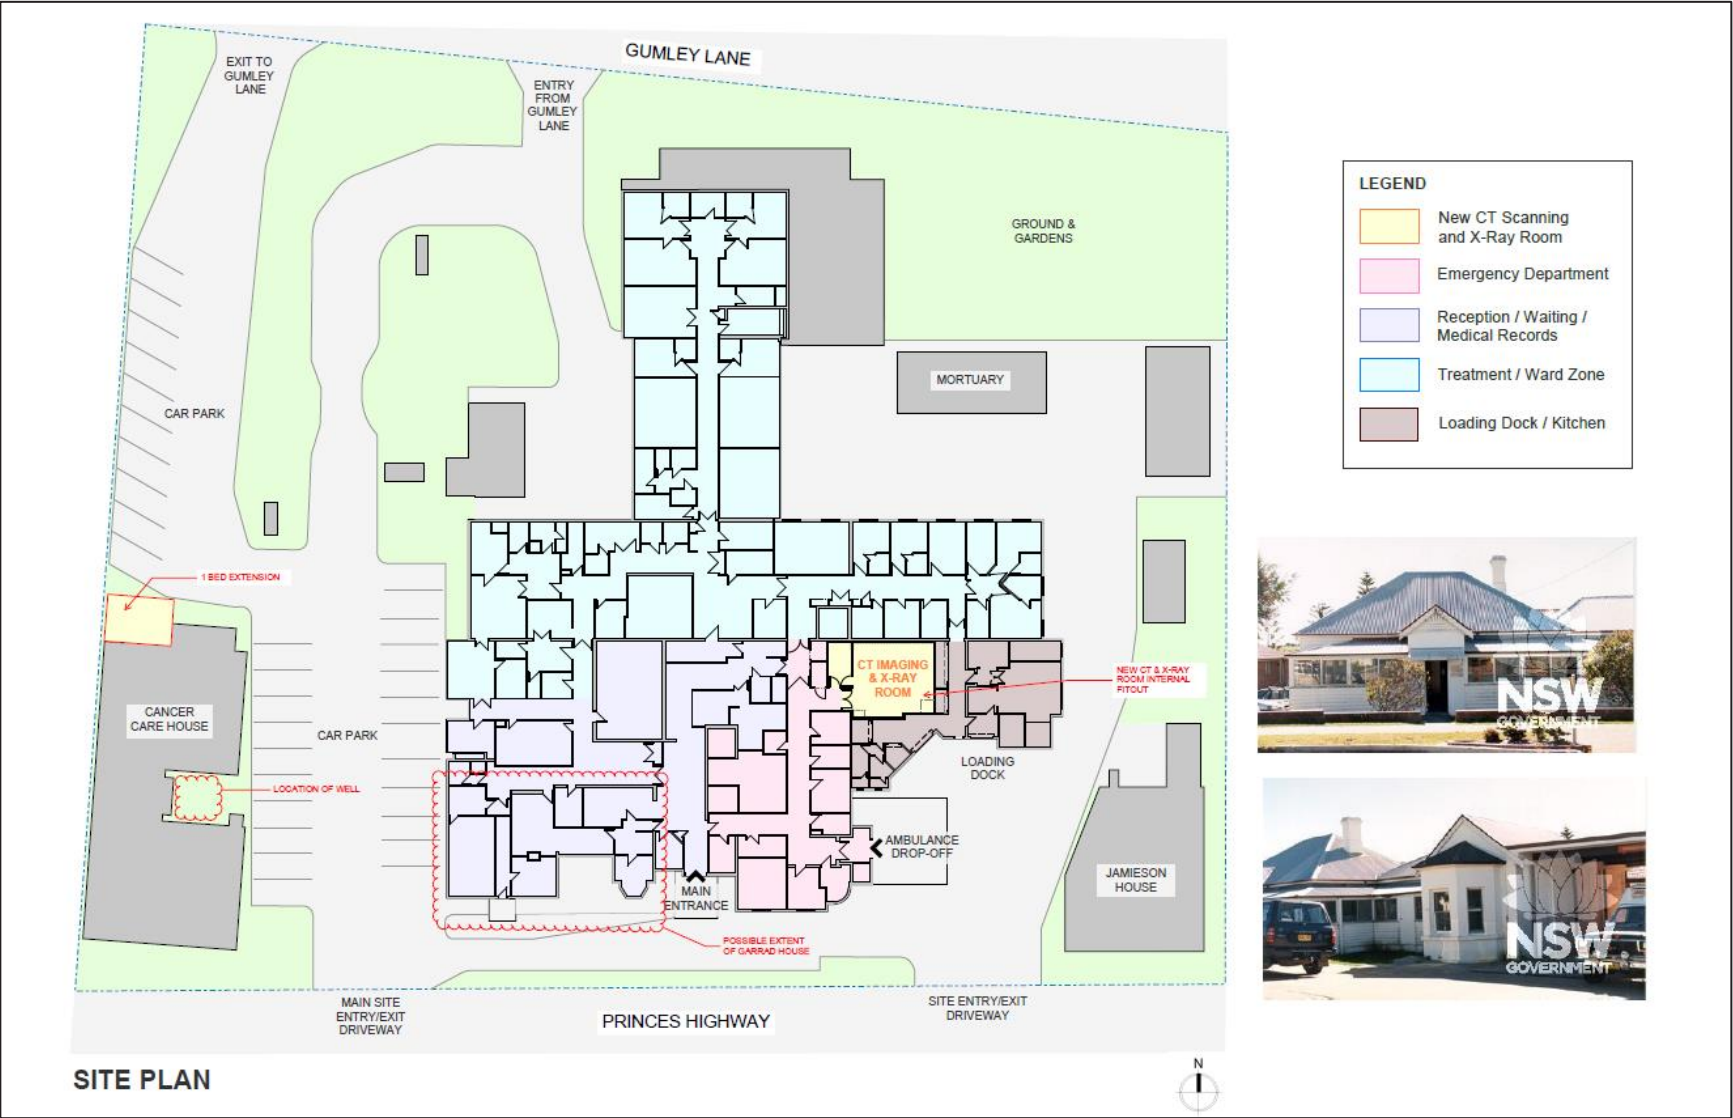 GUMLEY LANE
EXIT TO
GUMLEY
LANE
ENTRY
FROM
GUMLEY
LANE
GROUND &
GARDENS
MORTUARY
CAR PARK
1 BED EXTENSION
CANCER
CARE HOUSE
CAR PARK
LOCATION OF WELL
CT IMAGING
& X-RAY
ROOM
NEW CT & X-RAY
ROOM INTERNAL
FITOUT
LOADING
DOCK
AMBULANCE
DROP-OFF
JAMIESON
HOUSE
MAIN
ENTRANCE
POSSIBLE EXTENT
OF GARRAD HOUSE
MAIN SITE
ENTRY/EXIT
DRIVEWAY
PRINCES HIGHWAY
SITE ENTRY/EXIT
DRIVEWAY
SITE PLAN
N
LEGEND
New CT Scanning
and X-Ray Room
Emergency Department
Reception / Waiting /
Medical Records
Treatment / Ward Zone
Loading Dock / Kitchen
NSW
GOVERNMENT
NSW
GOVERNMENT